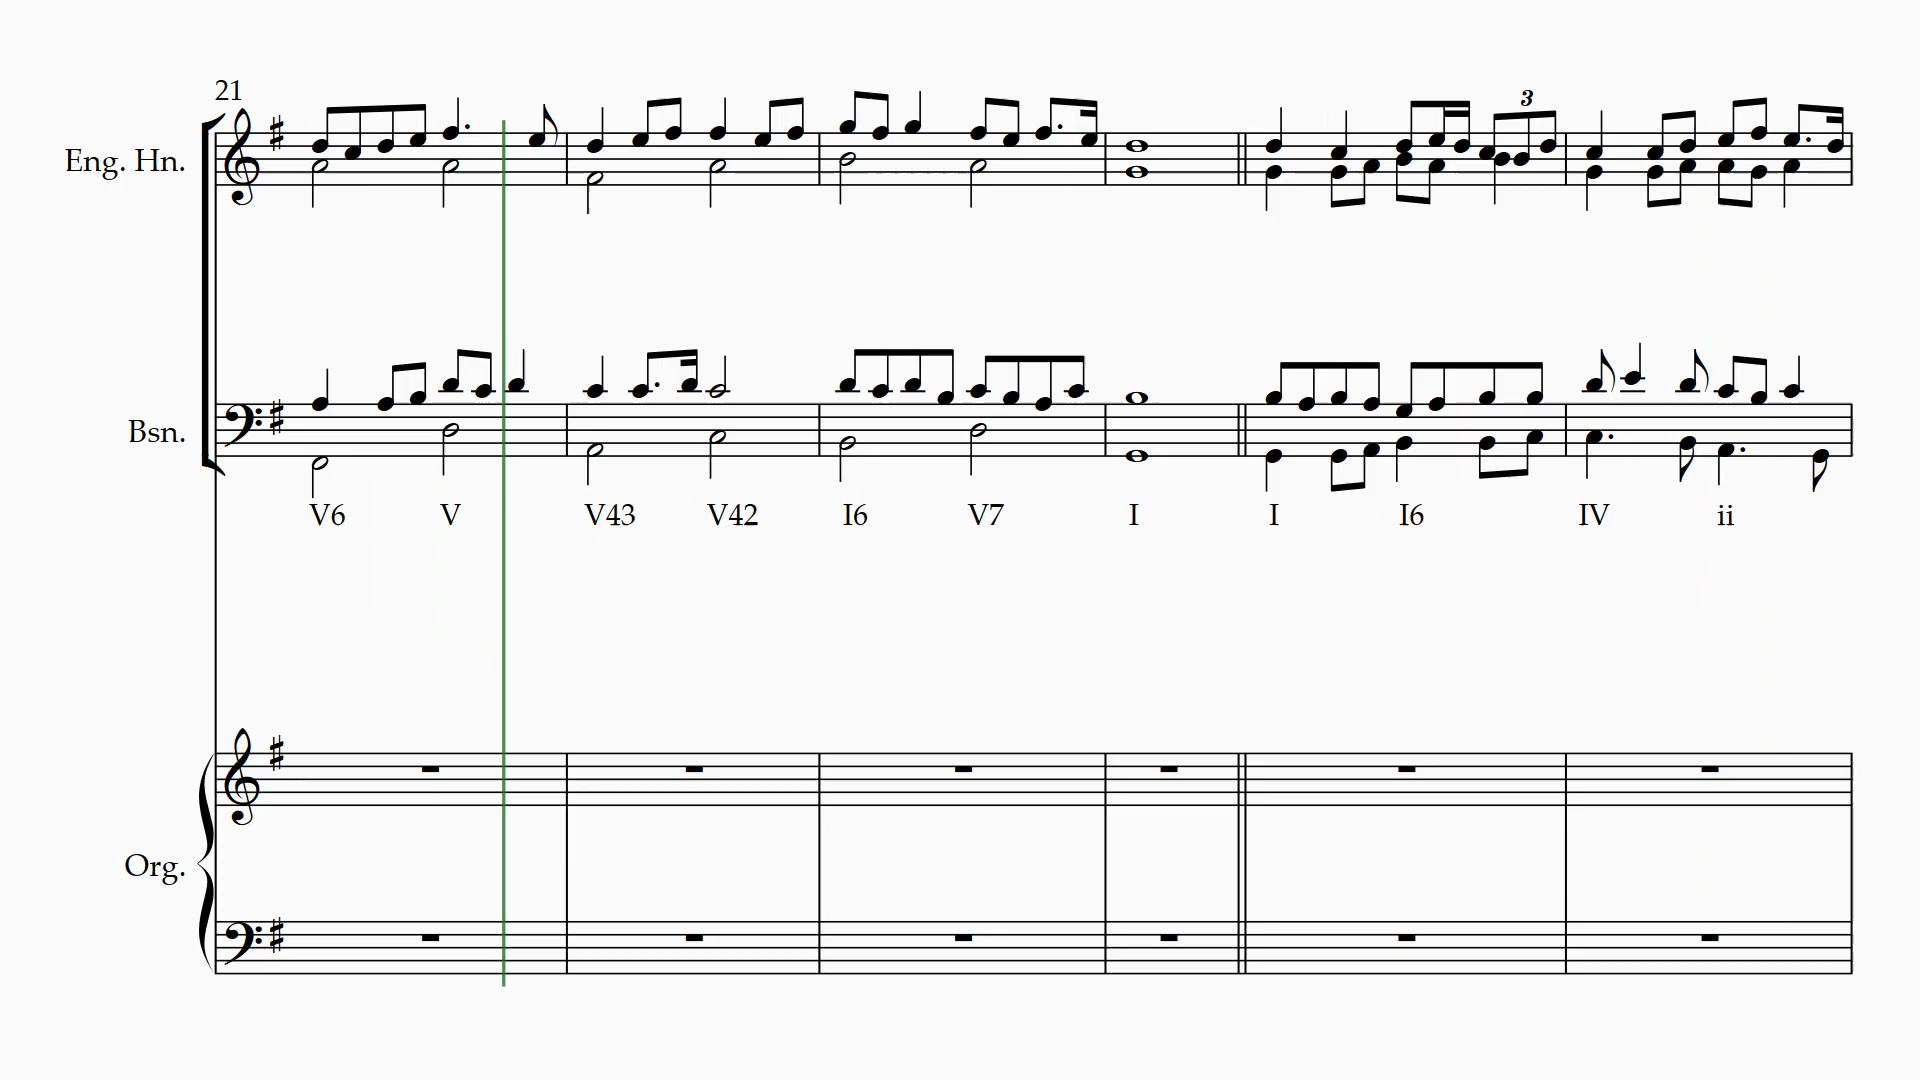 21
3
Eng. Hn.
Bsn.
V6 V V43 V42 I6 V7 I I I6 IV ii
Org.